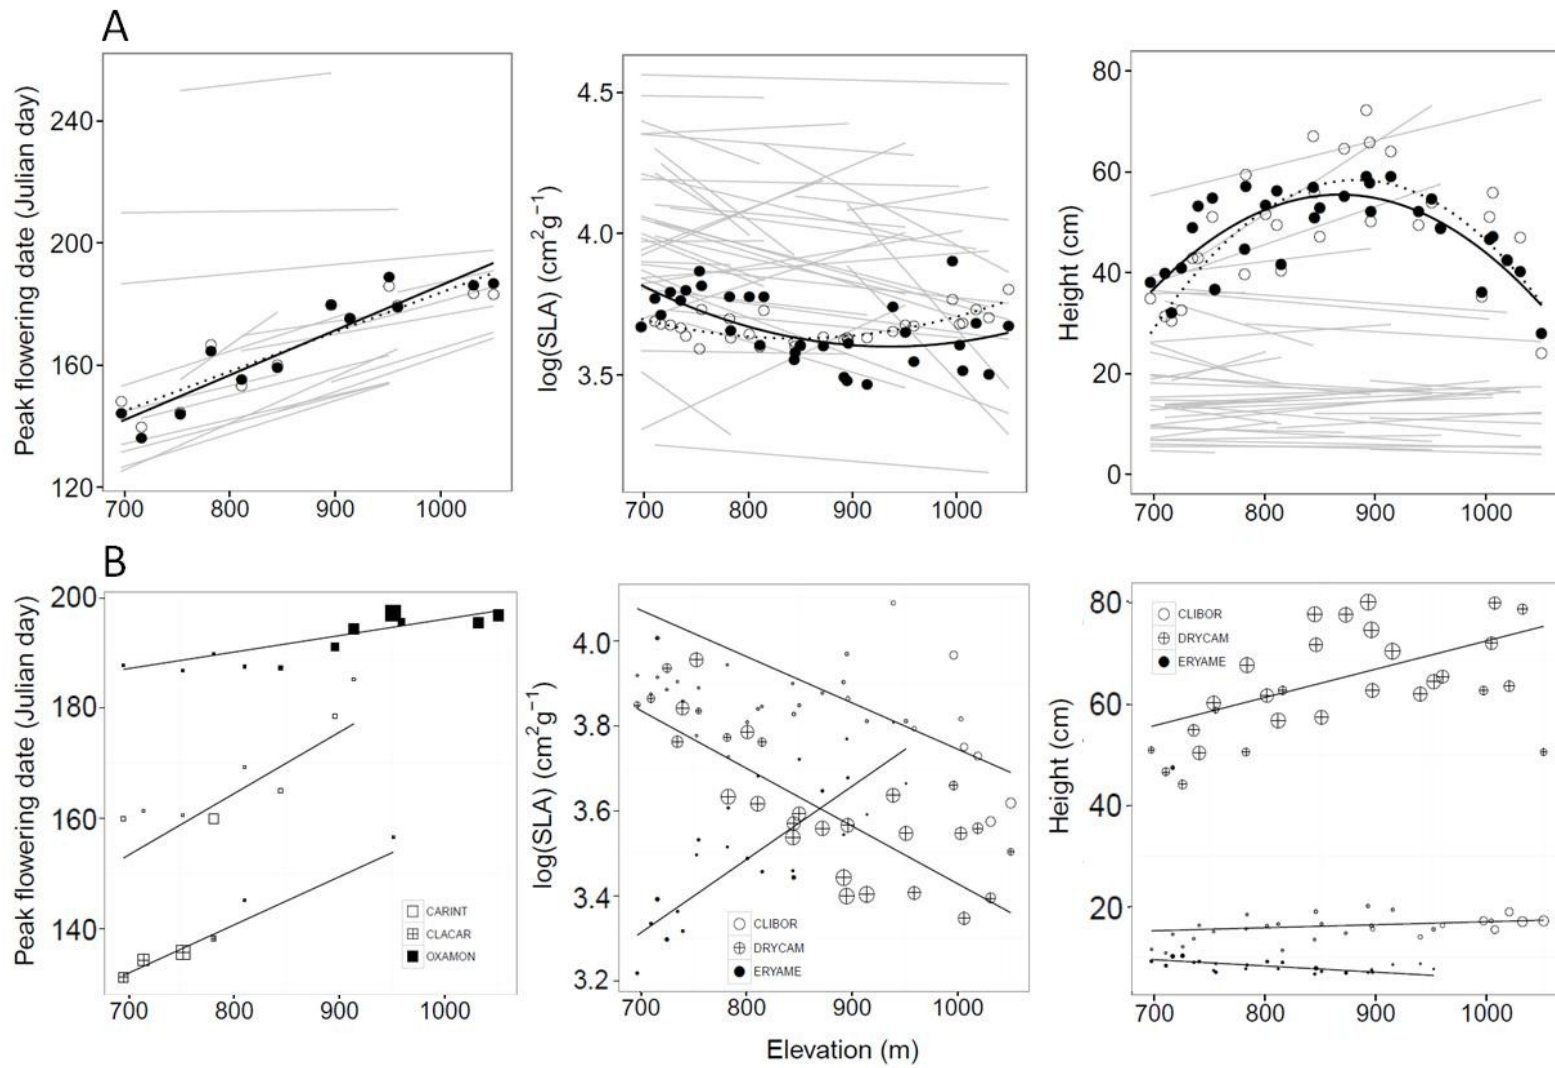 A
Peak flowering date (Julian day)
240
200
160
120
700 800 900 1000
log(SLA) (cm²g⁻¹)
4.5
4.0
3.5
700 800 900 1000
Height (cm)
80
60
40
20
0
700 800 900 1000
B
Peak flowering date (Julian day)
200
180
160
140
CARINT
CLACAR
OXAMON
700 800 900 1000
log(SLA) (cm²g⁻¹)
4.0
3.8
3.6
3.4
3.2
CLIBOR
DRYCAM
ERYAME
700 800 900 1000
Height (cm)
80
60
40
20
CLIBOR
DRYCAM
ERYAME
700 800 900 1000
Elevation (m)